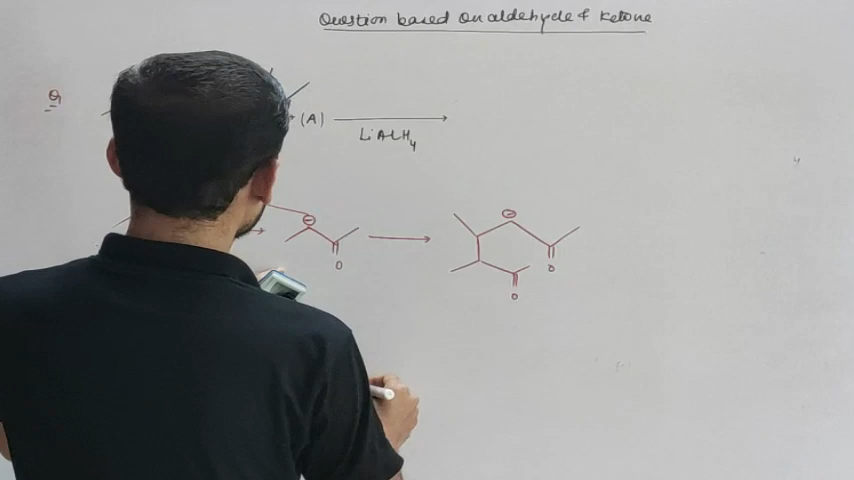 Question based on aldehyde & Ketone
Q
(A)
LiAlH4
⊖
⊖
O
O
O